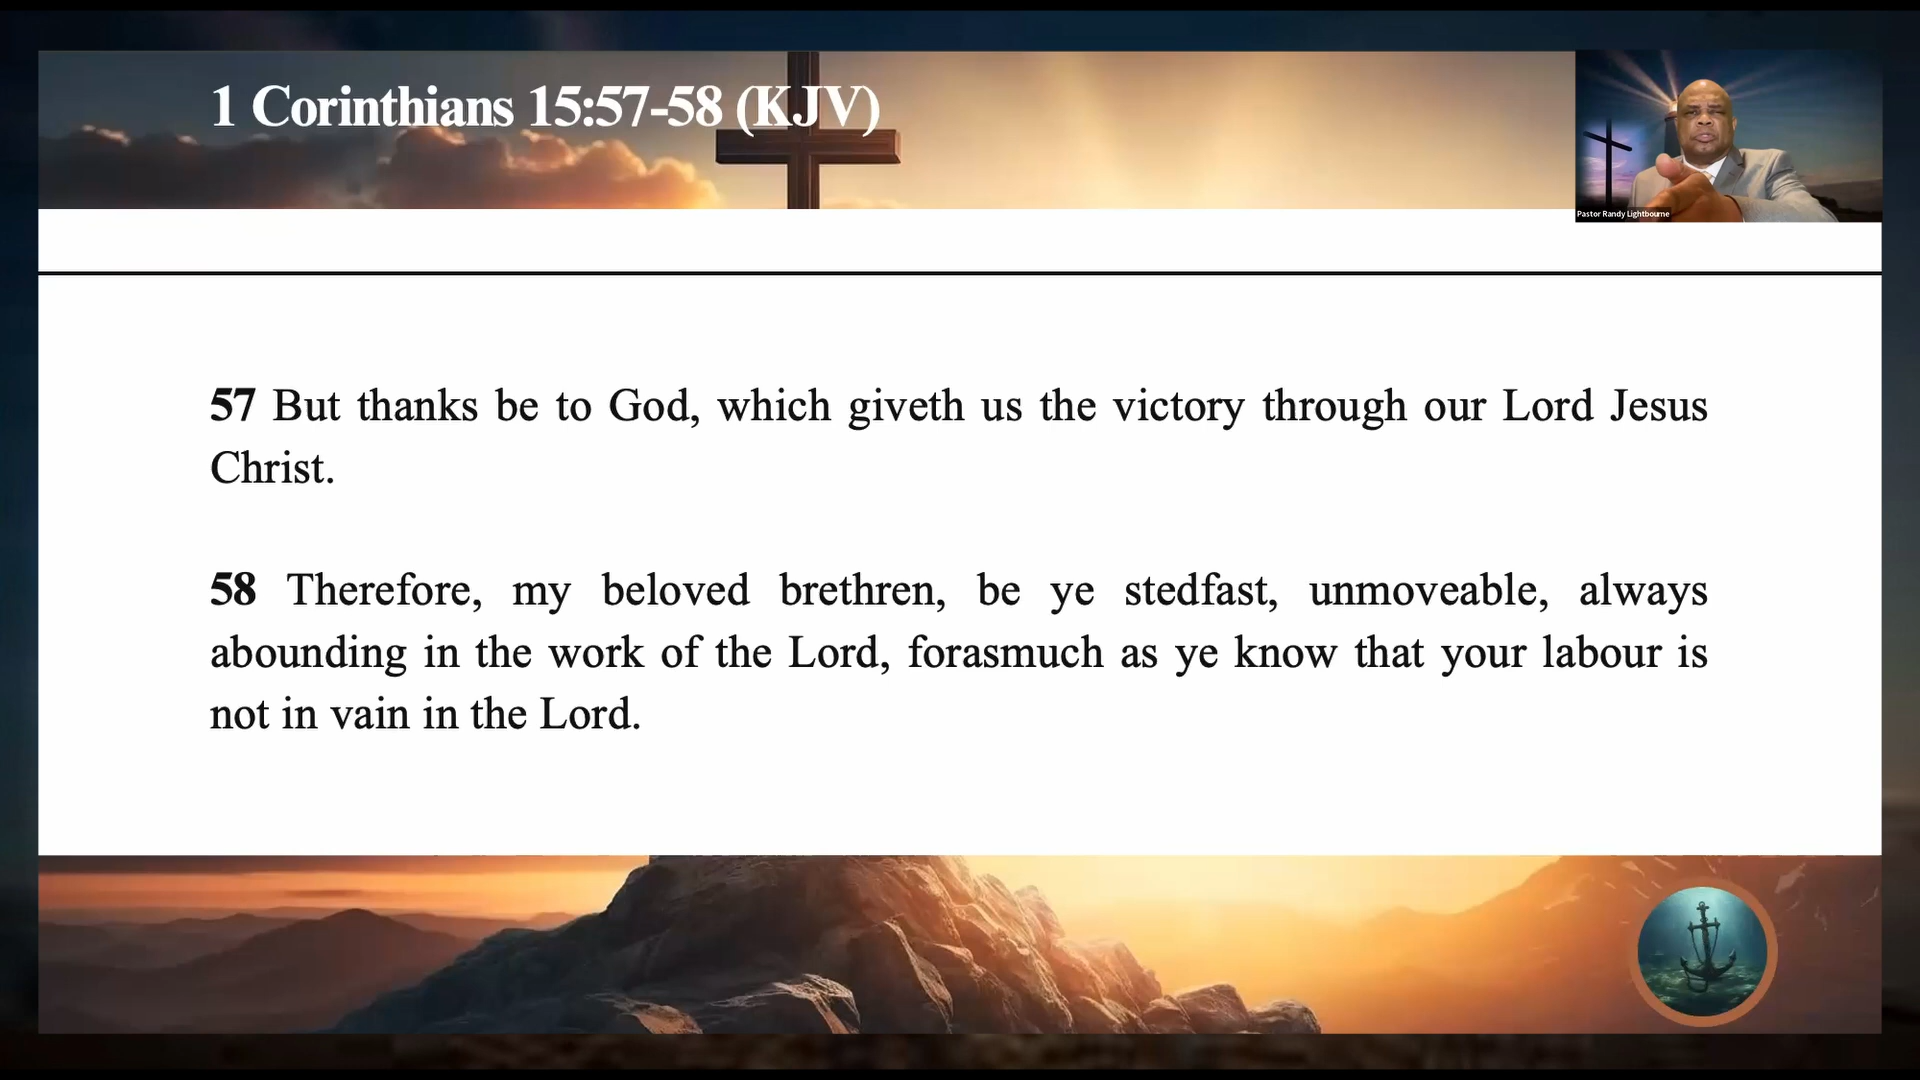 1 Corinthians 15:57-58 (KJV)
Pastor Randy Lightbourne
57 But thanks be to God, which giveth us the victory through our Lord Jesus
Christ.
58 Therefore, my beloved brethren, be ye stedfast, unmoveable, always
abounding in the work of the Lord, forasmuch as ye know that your labour is
not in vain in the Lord.